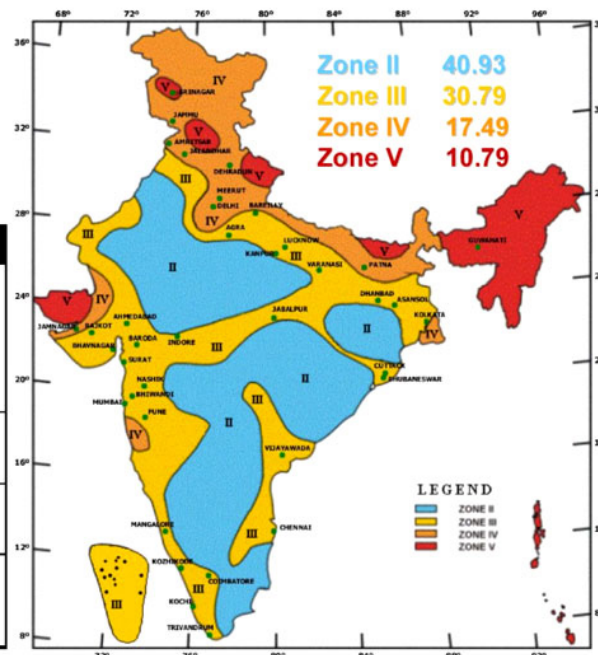 68° 72° 76° 80° 84° 88° 92° 96°
36°
Zone II 40.93
Zone III 30.79
Zone IV 17.49
Zone V 10.79
IV
V
SRINAGAR
32°
JAMMU
V
AMRITSAR
JALANDHAR
DEHRADUN
V
III
MEERUT
DELHI
BAREILLY
IV
28°
III
AGRA
LUCKNOW
KANPUR
III
VARANASI
V
PATNA
V
GUWAHATI
II
24°
V
IV
DHANBAD
ASANSOL
JAMNAGAR
RAJKOT
AHMEDABAD
JABALPUR
KOLKATA
II
IV
BHAVNAGAR
BARODA
INDORE
III
SURAT
20°
CUTTACK
BHUBANESWAR
NASHIK
II
MUMBAI
BHIWANDI
III
PUNE
II
IV
VIJAYAWADA
16°
LEGEND
ZONE II
ZONE III
ZONE IV
ZONE V
MANGALORE
CHENNAI
III
12°
KOZHIKODE
COIMBATORE
III
III
KOCHI
TRIVANDRUM
8°